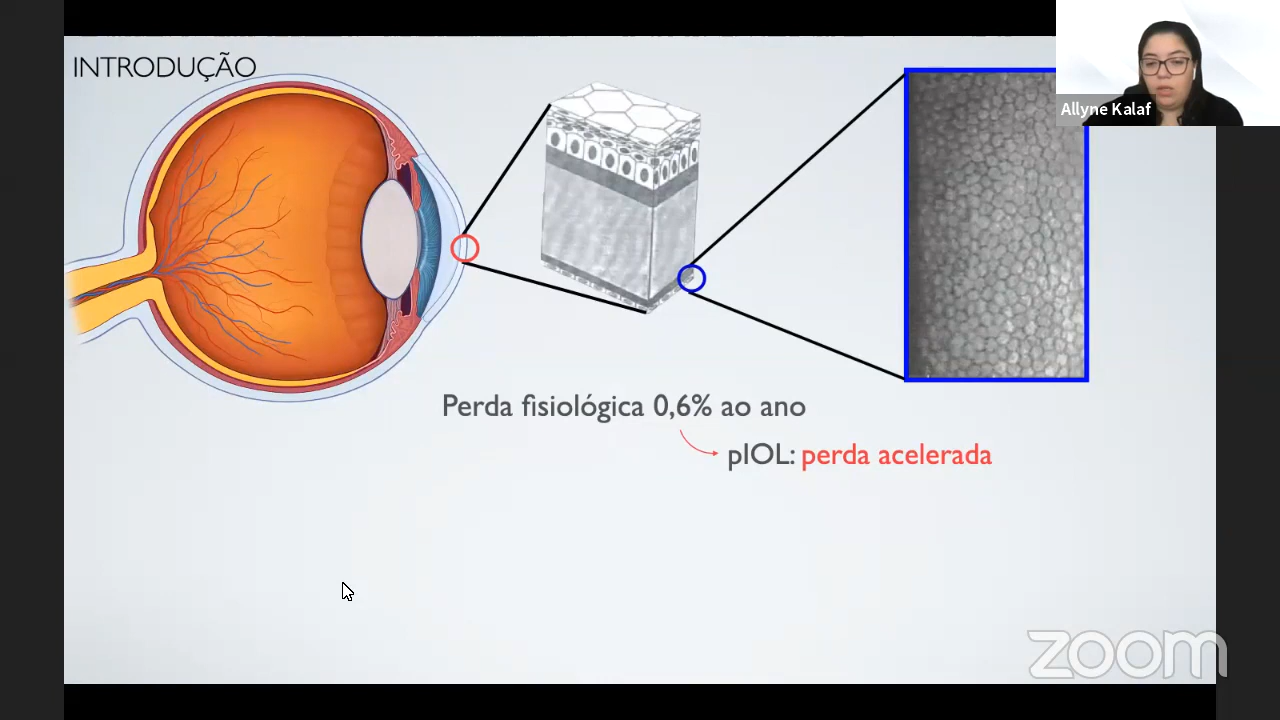 INTRODUÇÃO
Allyne Kalaf
Perda fisiológica 0,6% ao ano
pIOL: perda acelerada
zoom